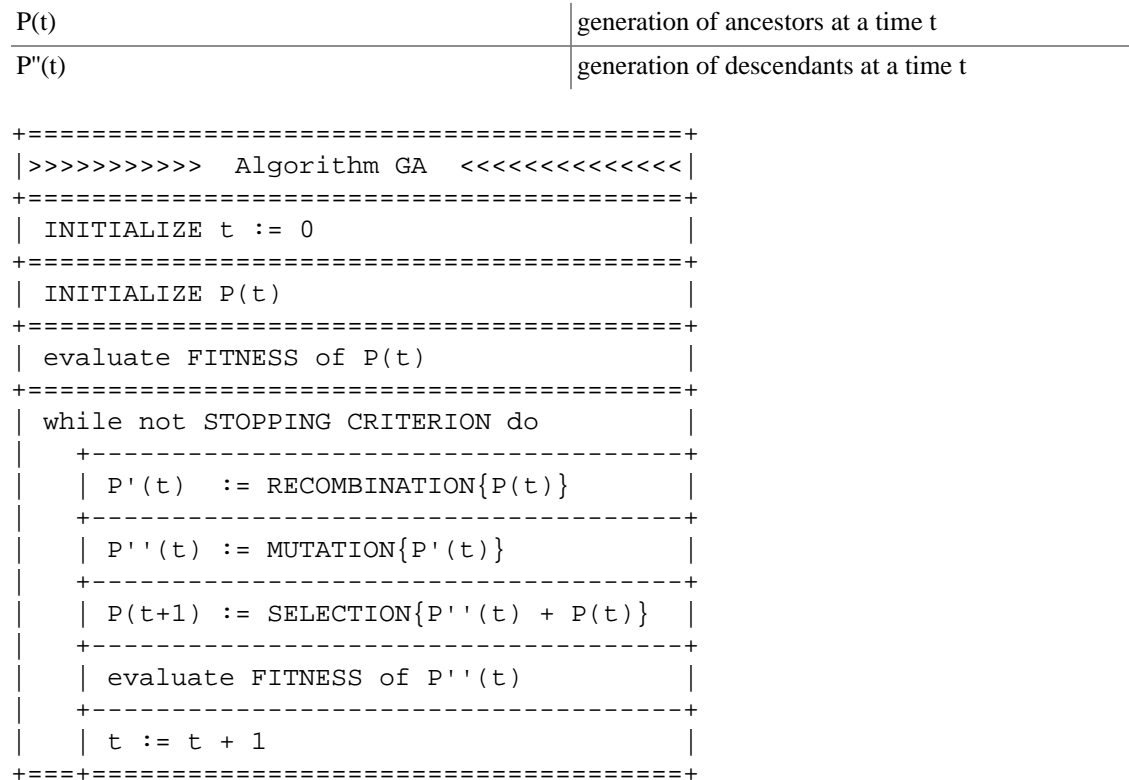 P(t) generation of ancestors at a time t
P''(t) generation of descendants at a time t
+=========================================+
|>>>>>>>>>>>  Algorithm GA  <<<<<<<<<<<<<<|
+=========================================+
| INITIALIZE t := 0                       |
+=========================================+
| INITIALIZE P(t)                         |
+=========================================+
| evaluate FITNESS of P(t)                |
+=========================================+
| while not STOPPING CRITERION do         |
|   +-------------------------------------+
|   | P'(t)  := RECOMBINATION{P(t)}       |
|   +-------------------------------------+
|   | P''(t) := MUTATION{P'(t)}           |
|   +-------------------------------------+
|   | P(t+1) := SELECTION{P''(t) + P(t)}  |
|   +-------------------------------------+
|   | evaluate FITNESS of P''(t)          |
|   +-------------------------------------+
|   | t := t + 1                          |
+===+=====================================+